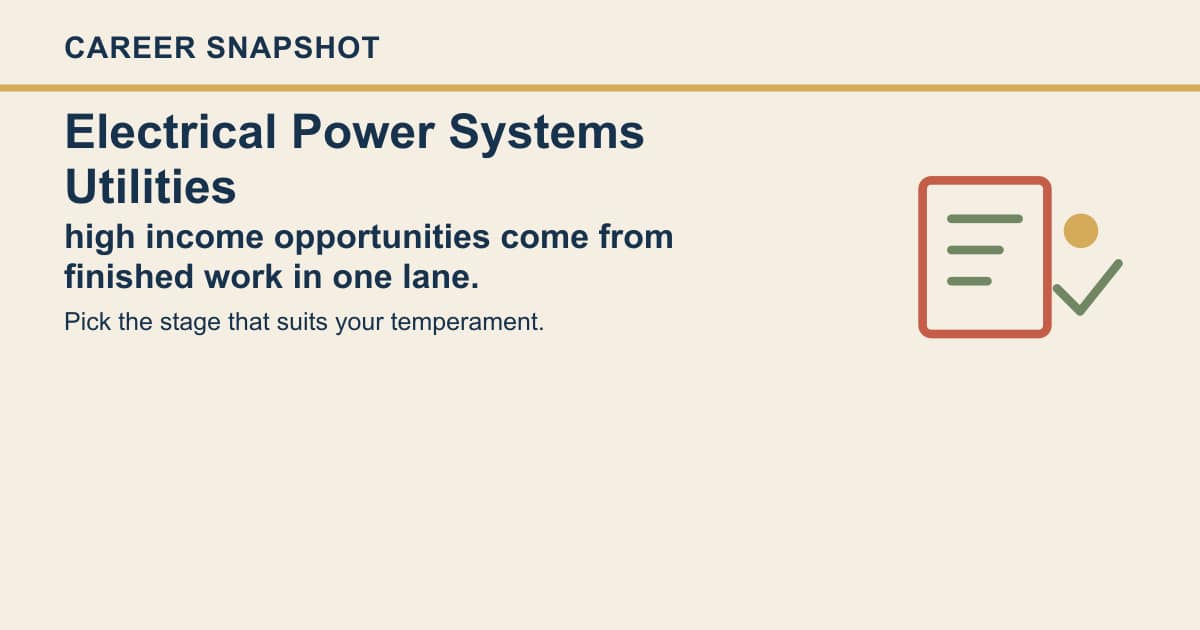 CAREER SNAPSHOT
Electrical Power Systems
Utilities
high income opportunities come from
finished work in one lane.
Pick the stage that suits your temperament.